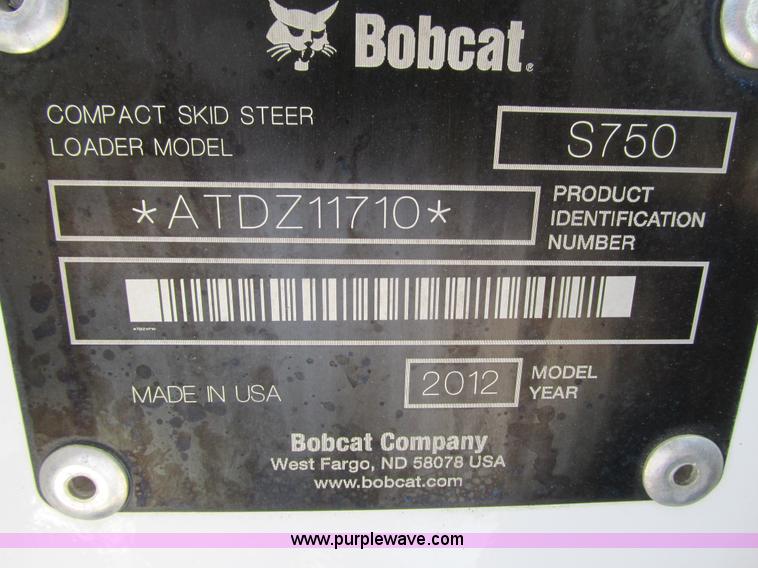 Bobcat®
COMPACT SKID STEER
LOADER MODEL
S750
*ATDZ11710*
PRODUCT
IDENTIFICATION
NUMBER
MADE IN USA
2012
MODEL
YEAR
Bobcat Company
West Fargo, ND 58078 USA
www.bobcat.com
www.purplewave.com